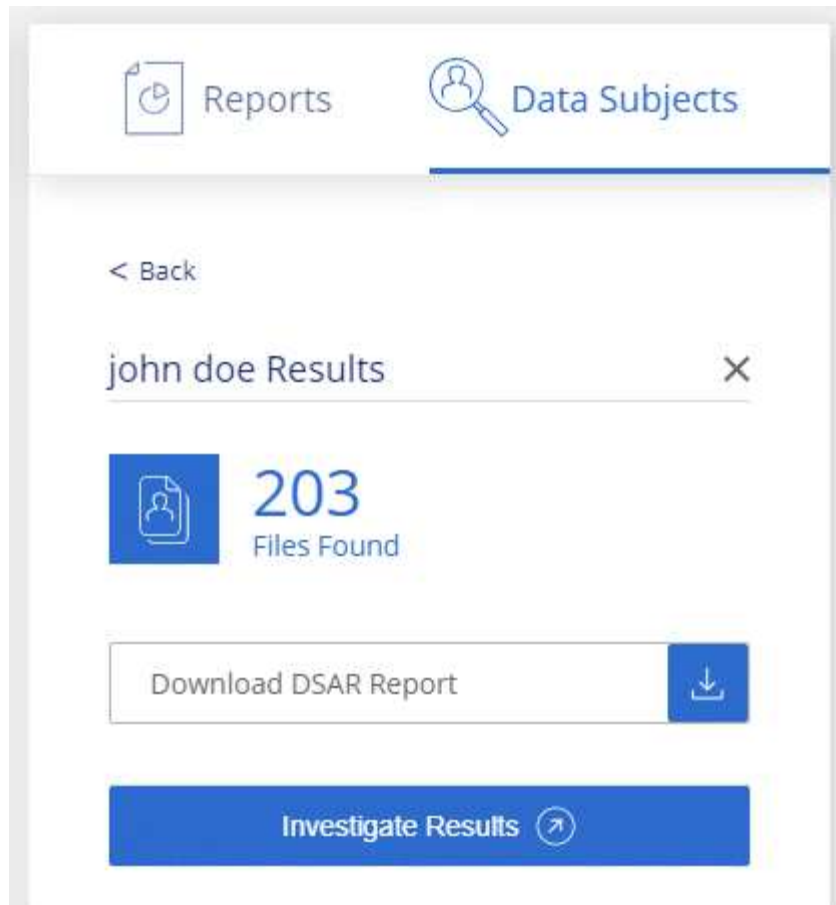 Reports Data Subjects
< Back
john doe Results
203
Files Found
Download DSAR Report
Investigate Results